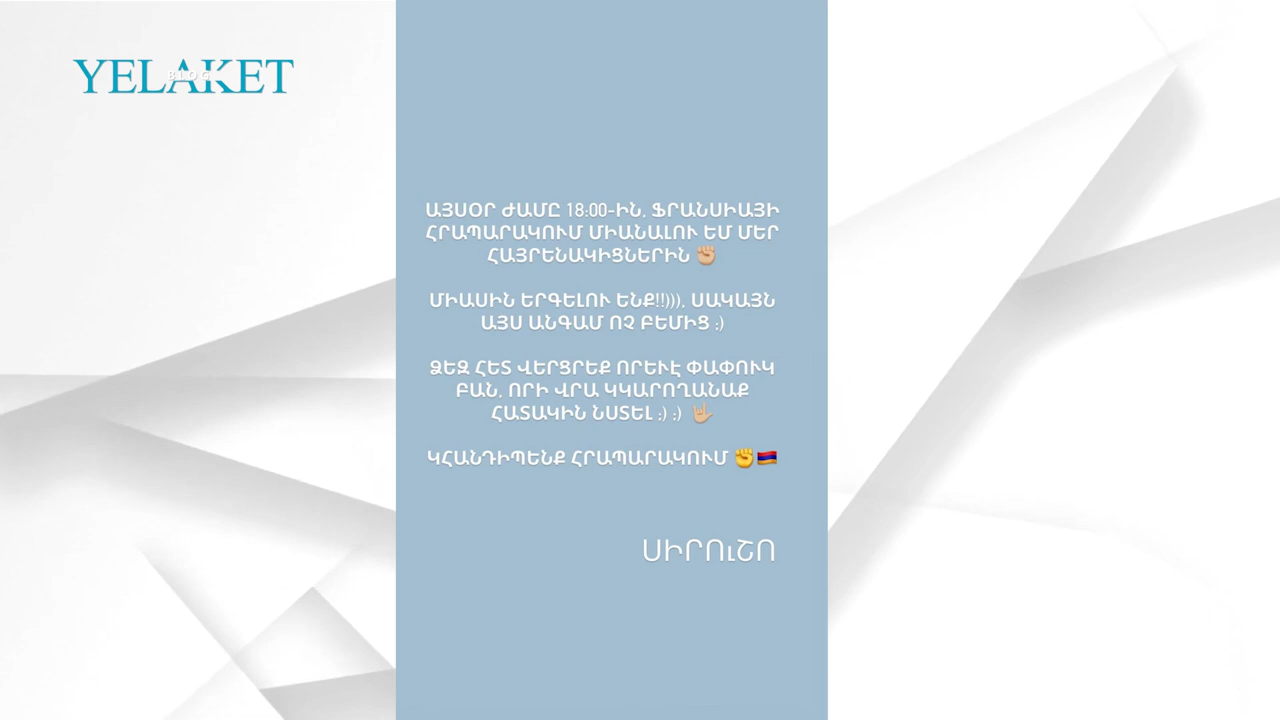 YELAKET
BLOG
ԱՅՍՕՐ ԺԱՄԸ 18:00-ԻՆ, ՖՐԱՆՍԻԱՅԻ
ՀՐԱՊԱՐԱԿՈՒՄ ՄԻԱՆԱԼՈՒ ԵՄ ՄԵՐ
ՀԱՅՐԵՆԱԿԻՑՆԵՐԻՆ ✊🏼
ՄԻԱՍԻՆ ԵՐԳԵԼՈՒ ԵՆՔ!!))), ՍԱԿԱՅՆ
ԱՅՍ ԱՆԳԱՄ ՈՉ ԲԵՄԻՑ ;)
ՁԵԶ ՀԵՏ ՎԵՐՑՐԵՔ ՈՐԵՒԷ ՓԱՓՈՒԿ
ԲԱՆ, ՈՐԻ ՎՐԱ ԿԿԱՐՈՂԱՆԱՔ
ՀԱՏԱԿԻՆ ՆՍՏԵԼ ;) ;) 🤟🏼
ԿՀԱՆԴԻՊԵՆՔ ՀՐԱՊԱՐԱԿՈՒՄ ✊🇦🇲
ՍԻՐՈւՇՈ